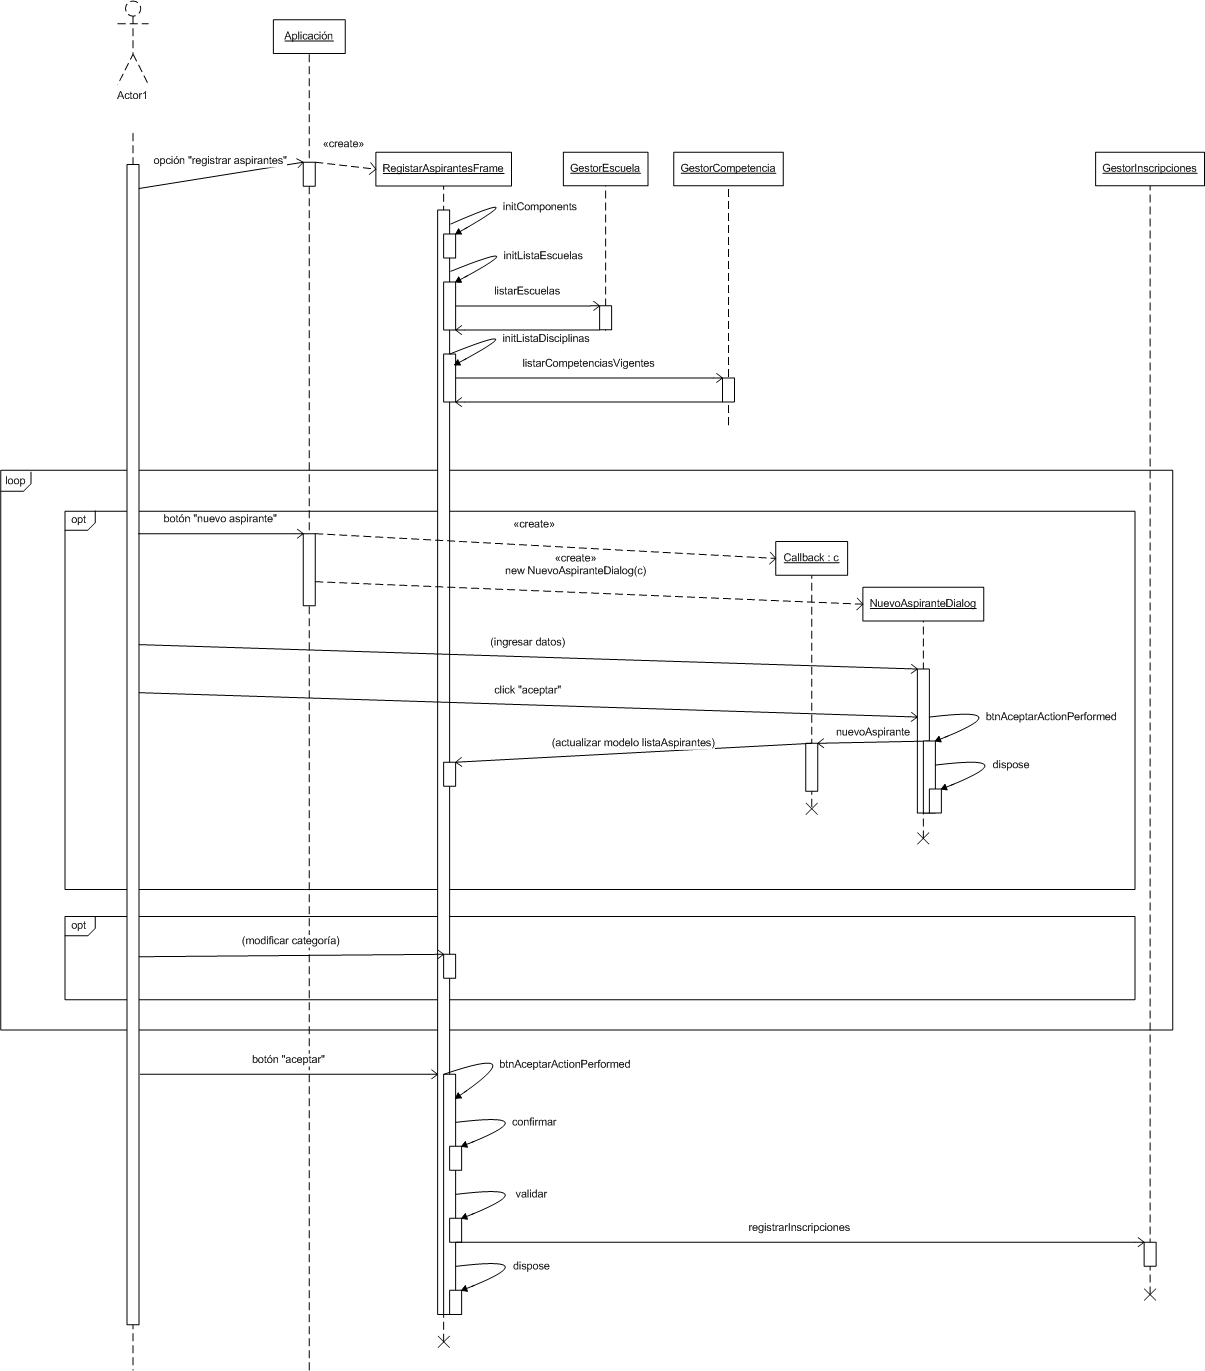 Aplicación
Actor1
«create»
opción "registrar aspirantes"
RegistarAspirantesFrame
GestorEscuela
GestorCompetencia
GestorInscripciones
initComponents
initListaEscuelas
listarEscuelas
initListaDisciplinas
listarCompetenciasVigentes
loop
opt
botón "nuevo aspirante"
«create»
Callback : c
«create»
new NuevoAspiranteDialog(c)
NuevoAspiranteDialog
(ingresar datos)
click "aceptar"
btnAceptarActionPerformed
nuevoAspirante
(actualizar modelo listaAspirantes)
dispose
opt
(modificar categoría)
botón "aceptar"
btnAceptarActionPerformed
confirmar
validar
registrarInscripciones
dispose